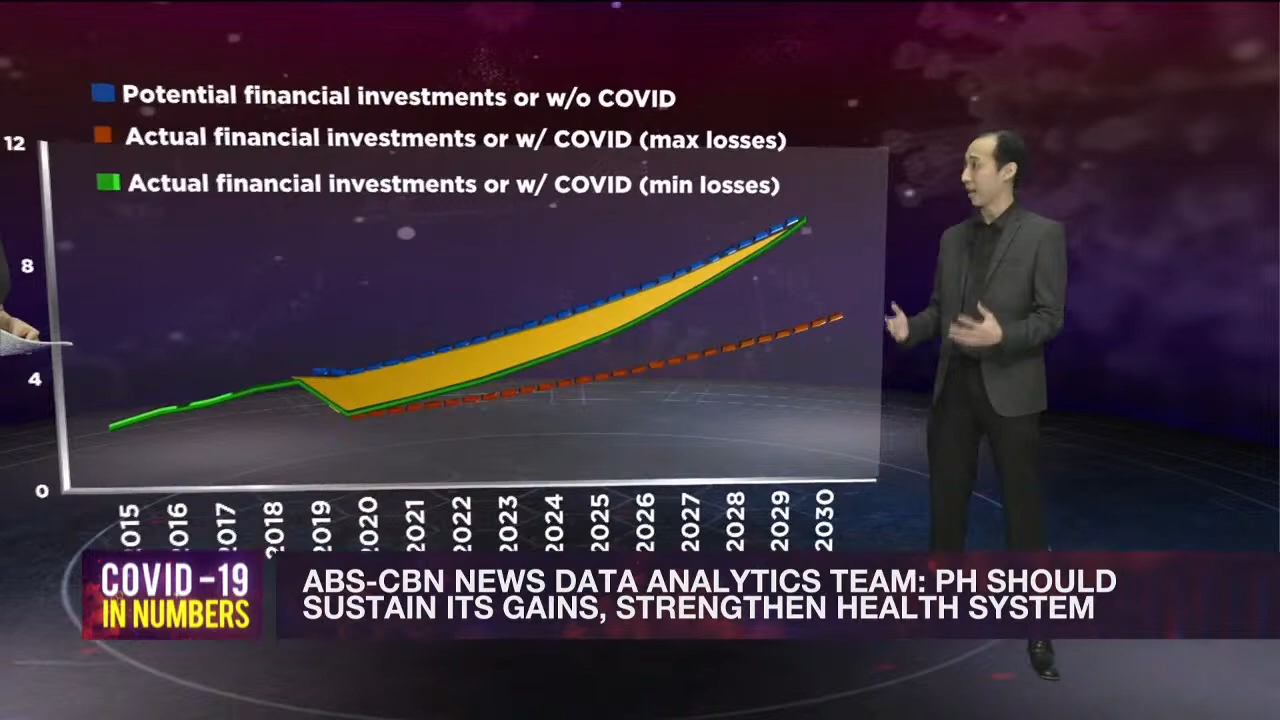 Potential financial investments or w/o COVID
Actual financial investments or w/ COVID (max losses)
Actual financial investments or w/ COVID (min losses)
12
8
4
0
2015
2016
2017
2018
2019
2020
2021
2022
2023
2024
2025
2026
2027
2028
2029
2030
COVID-19
IN NUMBERS
ABS-CBN NEWS DATA ANALYTICS TEAM: PH SHOULD
SUSTAIN ITS GAINS, STRENGTHEN HEALTH SYSTEM